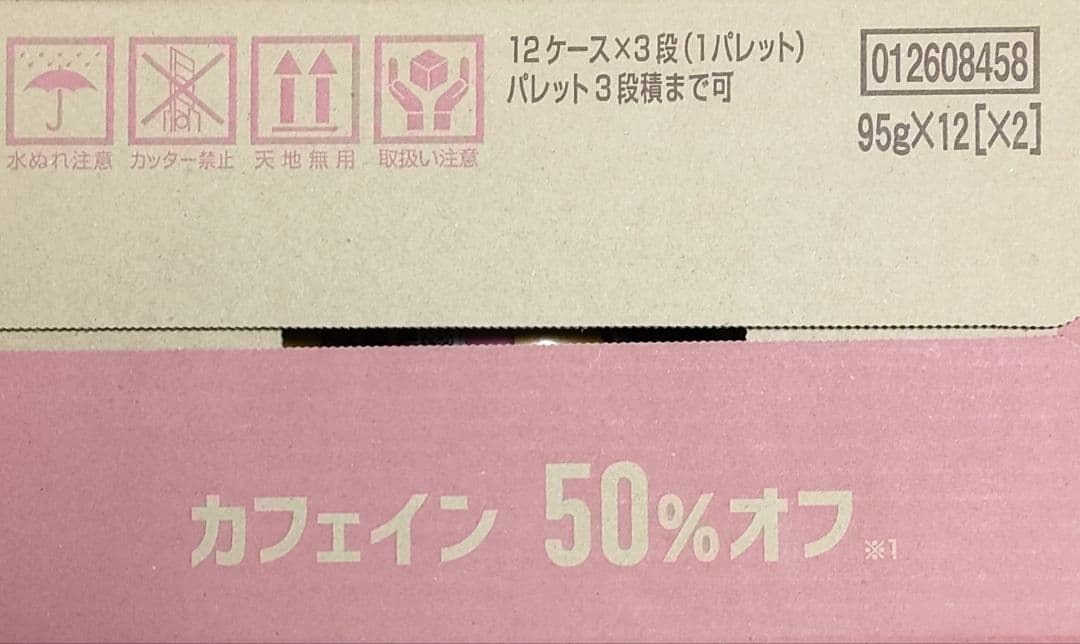 水ぬれ注意 カッター禁止 天地無用 取扱い注意
12ケース×3段(1パレット)
パレット3段積まで可
012608458
95g×12[×2]
カフェイン 50%オフ※1